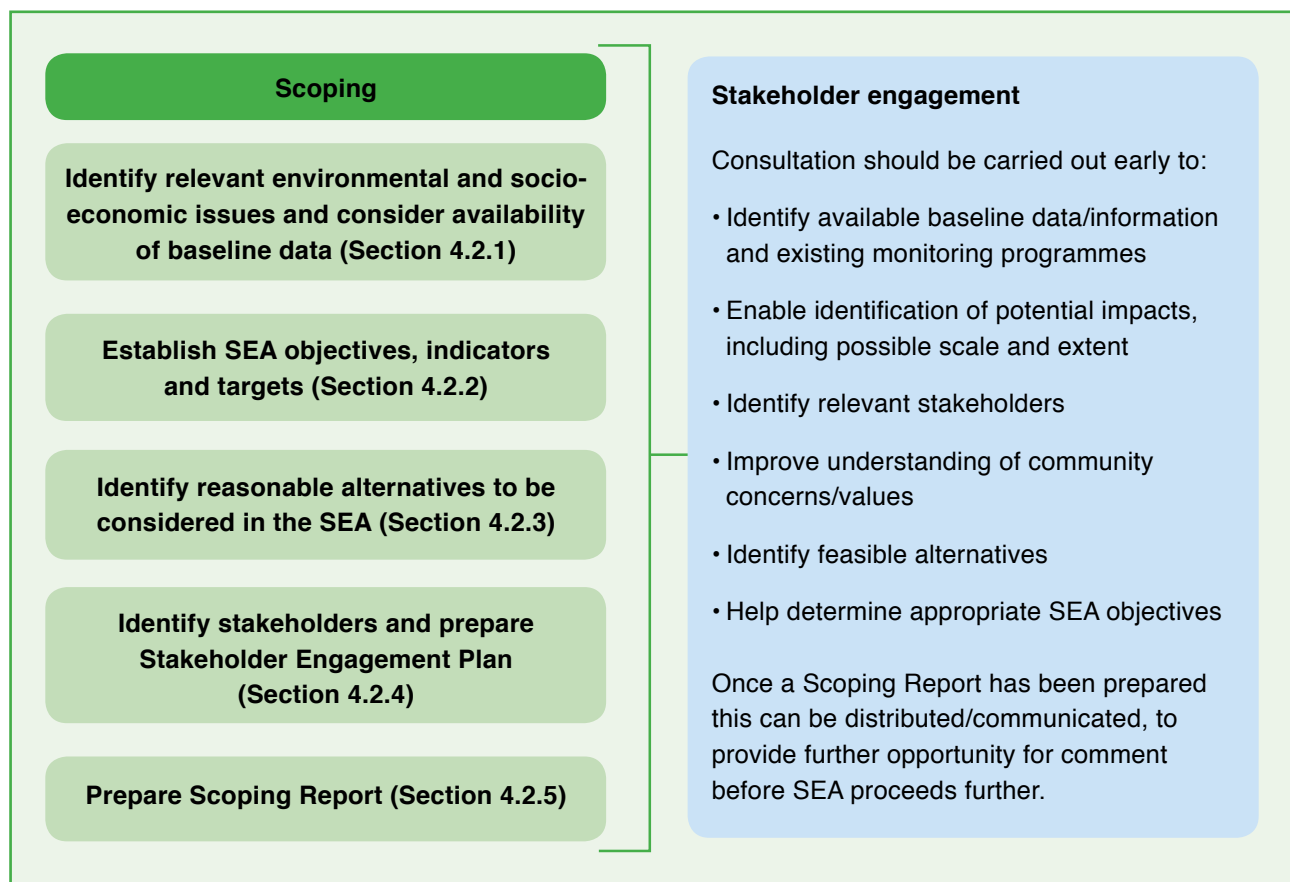 Scoping
Identify relevant environmental and socio-
economic issues and consider availability
of baseline data (Section 4.2.1)
Establish SEA objectives, indicators
and targets (Section 4.2.2)
Identify reasonable alternatives to be
considered in the SEA (Section 4.2.3)
Identify stakeholders and prepare
Stakeholder Engagement Plan
(Section 4.2.4)
Prepare Scoping Report (Section 4.2.5)
Stakeholder engagement
Consultation should be carried out early to:
• Identify available baseline data/information
and existing monitoring programmes
• Enable identification of potential impacts,
including possible scale and extent
• Identify relevant stakeholders
• Improve understanding of community
concerns/values
• Identify feasible alternatives
• Help determine appropriate SEA objectives
Once a Scoping Report has been prepared
this can be distributed/communicated, to
provide further opportunity for comment
before SEA proceeds further.